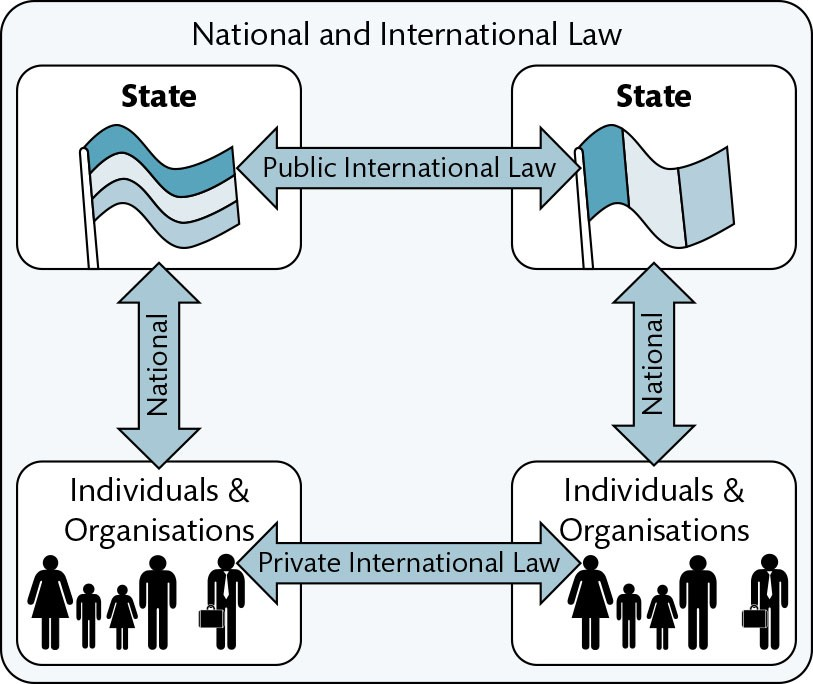 National and International Law
State
State
Public International Law
National
National
Individuals &
Organisations
Individuals &
Organisations
Private International Law